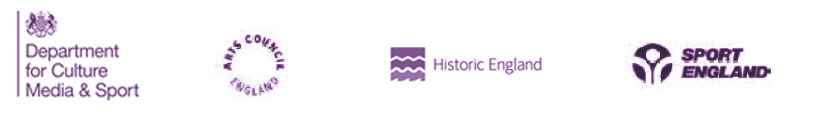 Department
for Culture
Media & Sport
ARTS COUNCIL
ENGLAND
Historic England
SPORT
ENGLAND